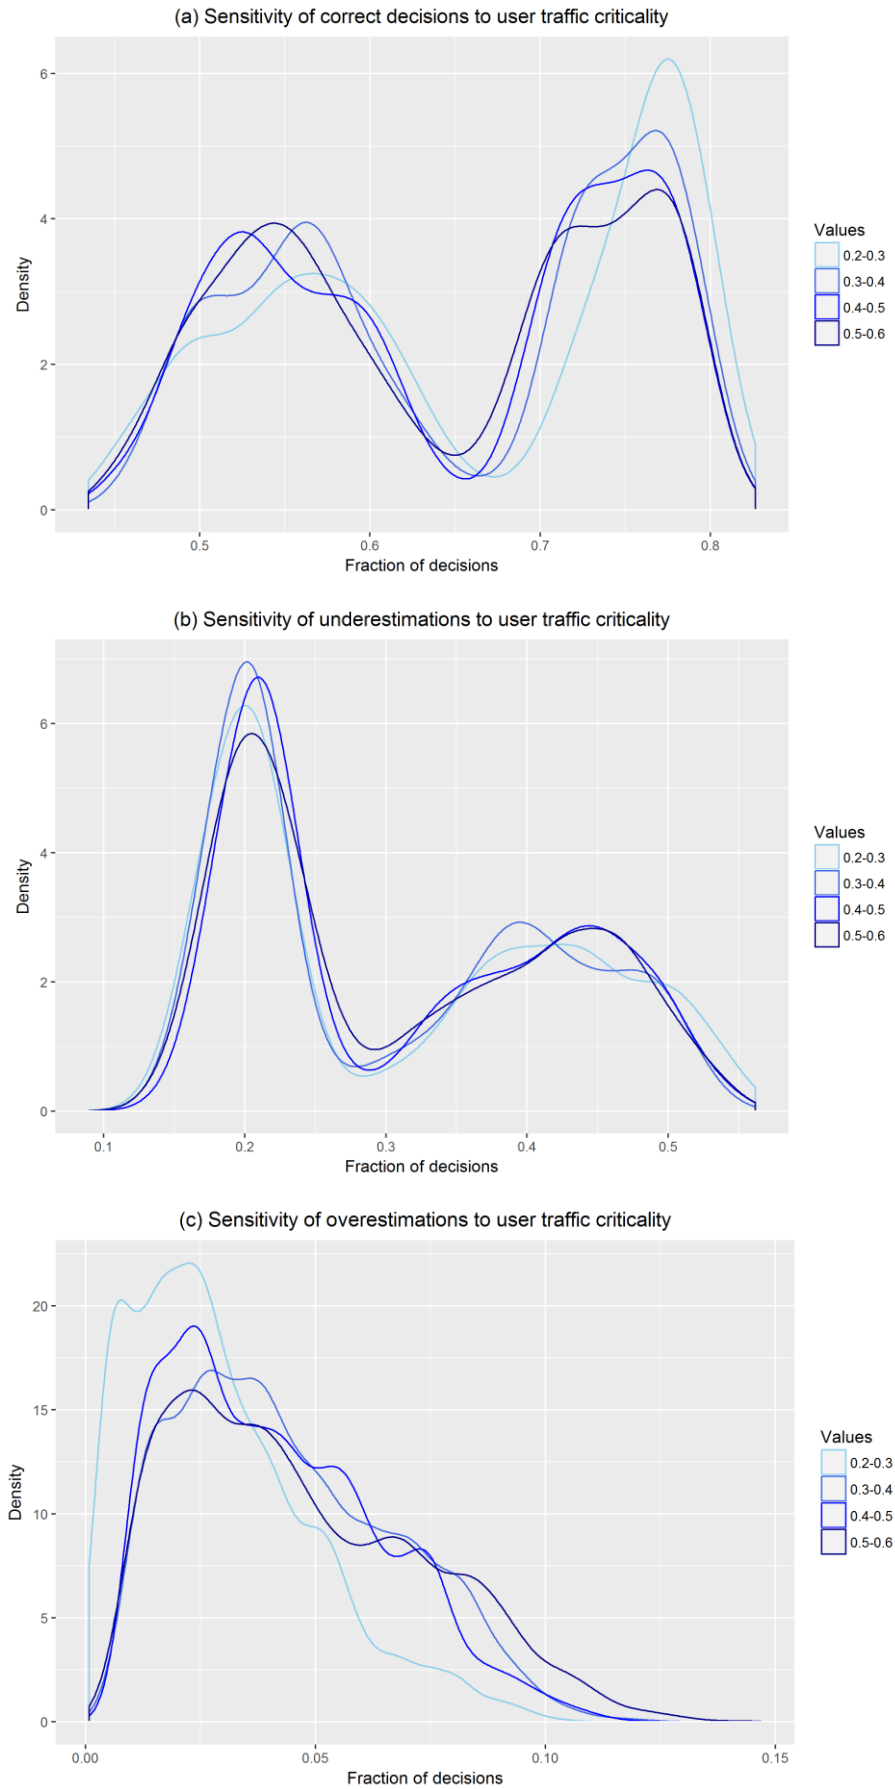 (a) Sensitivity of correct decisions to user traffic criticality
6
4
2
0
Density
0.5 0.6 0.7 0.8
Fraction of decisions
Values
0.2-0.3
0.3-0.4
0.4-0.5
0.5-0.6
(b) Sensitivity of underestimations to user traffic criticality
6
4
2
0
Density
0.1 0.2 0.3 0.4 0.5
Fraction of decisions
Values
0.2-0.3
0.3-0.4
0.4-0.5
0.5-0.6
(c) Sensitivity of overestimations to user traffic criticality
20
15
10
5
0
Density
0.00 0.05 0.10 0.15
Fraction of decisions
Values
0.2-0.3
0.3-0.4
0.4-0.5
0.5-0.6